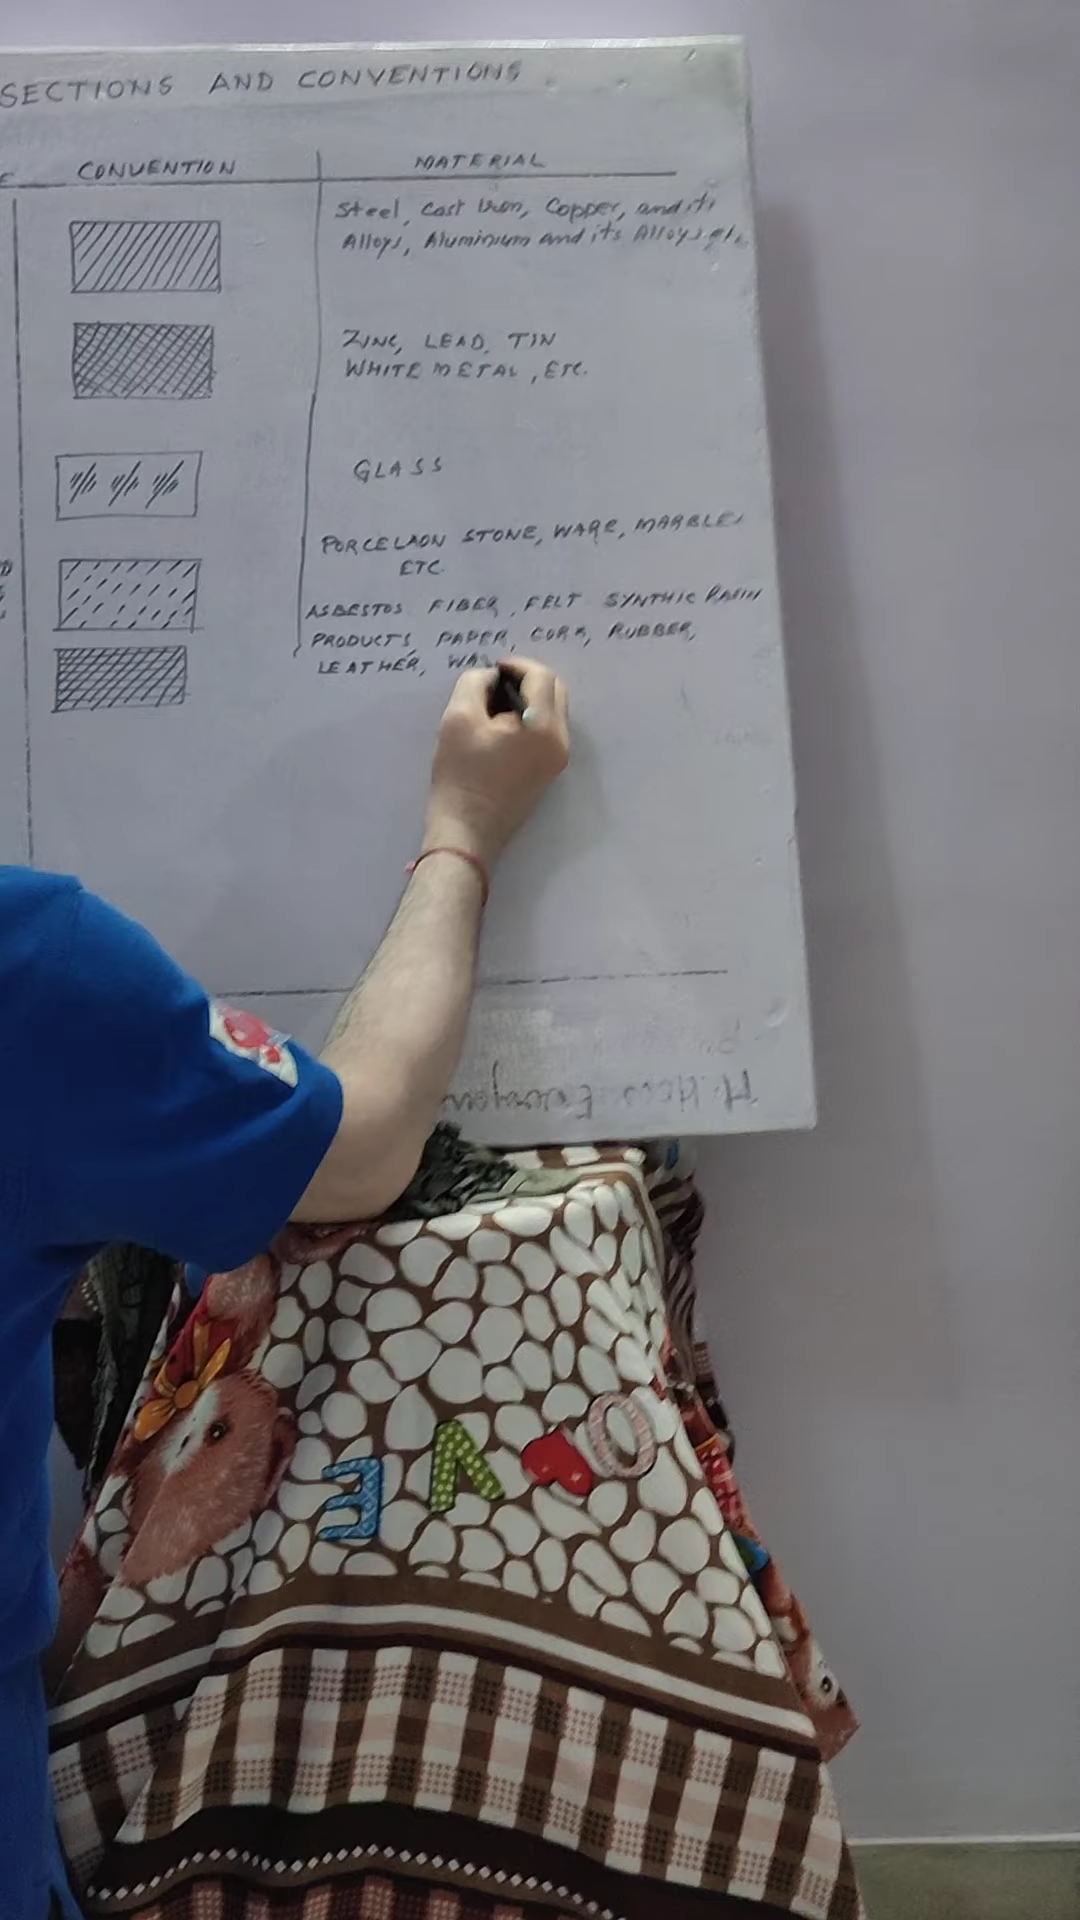 SECTIONS AND CONVENTIONS
CONVENTION
MATERIAL
Steel, Cast Iron, Copper, and its
Alloys, Aluminium and its Alloys etc
ZINC, LEAD, TIN
WHITE METAL, ETC.
GLASS
PORCELAON STONE, WARE, MARBLE,
ETC
ASBESTOS FIBER, FELT SYNTHIC RASIN
PRODUCTS, PAPER, CORK, RUBBER,
LEATHER, WA
O V E